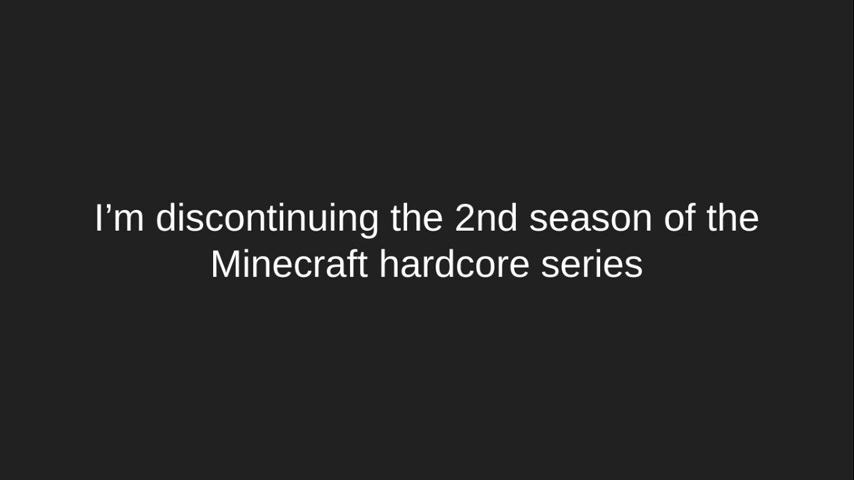 I’m discontinuing the 2nd season of the
Minecraft hardcore series